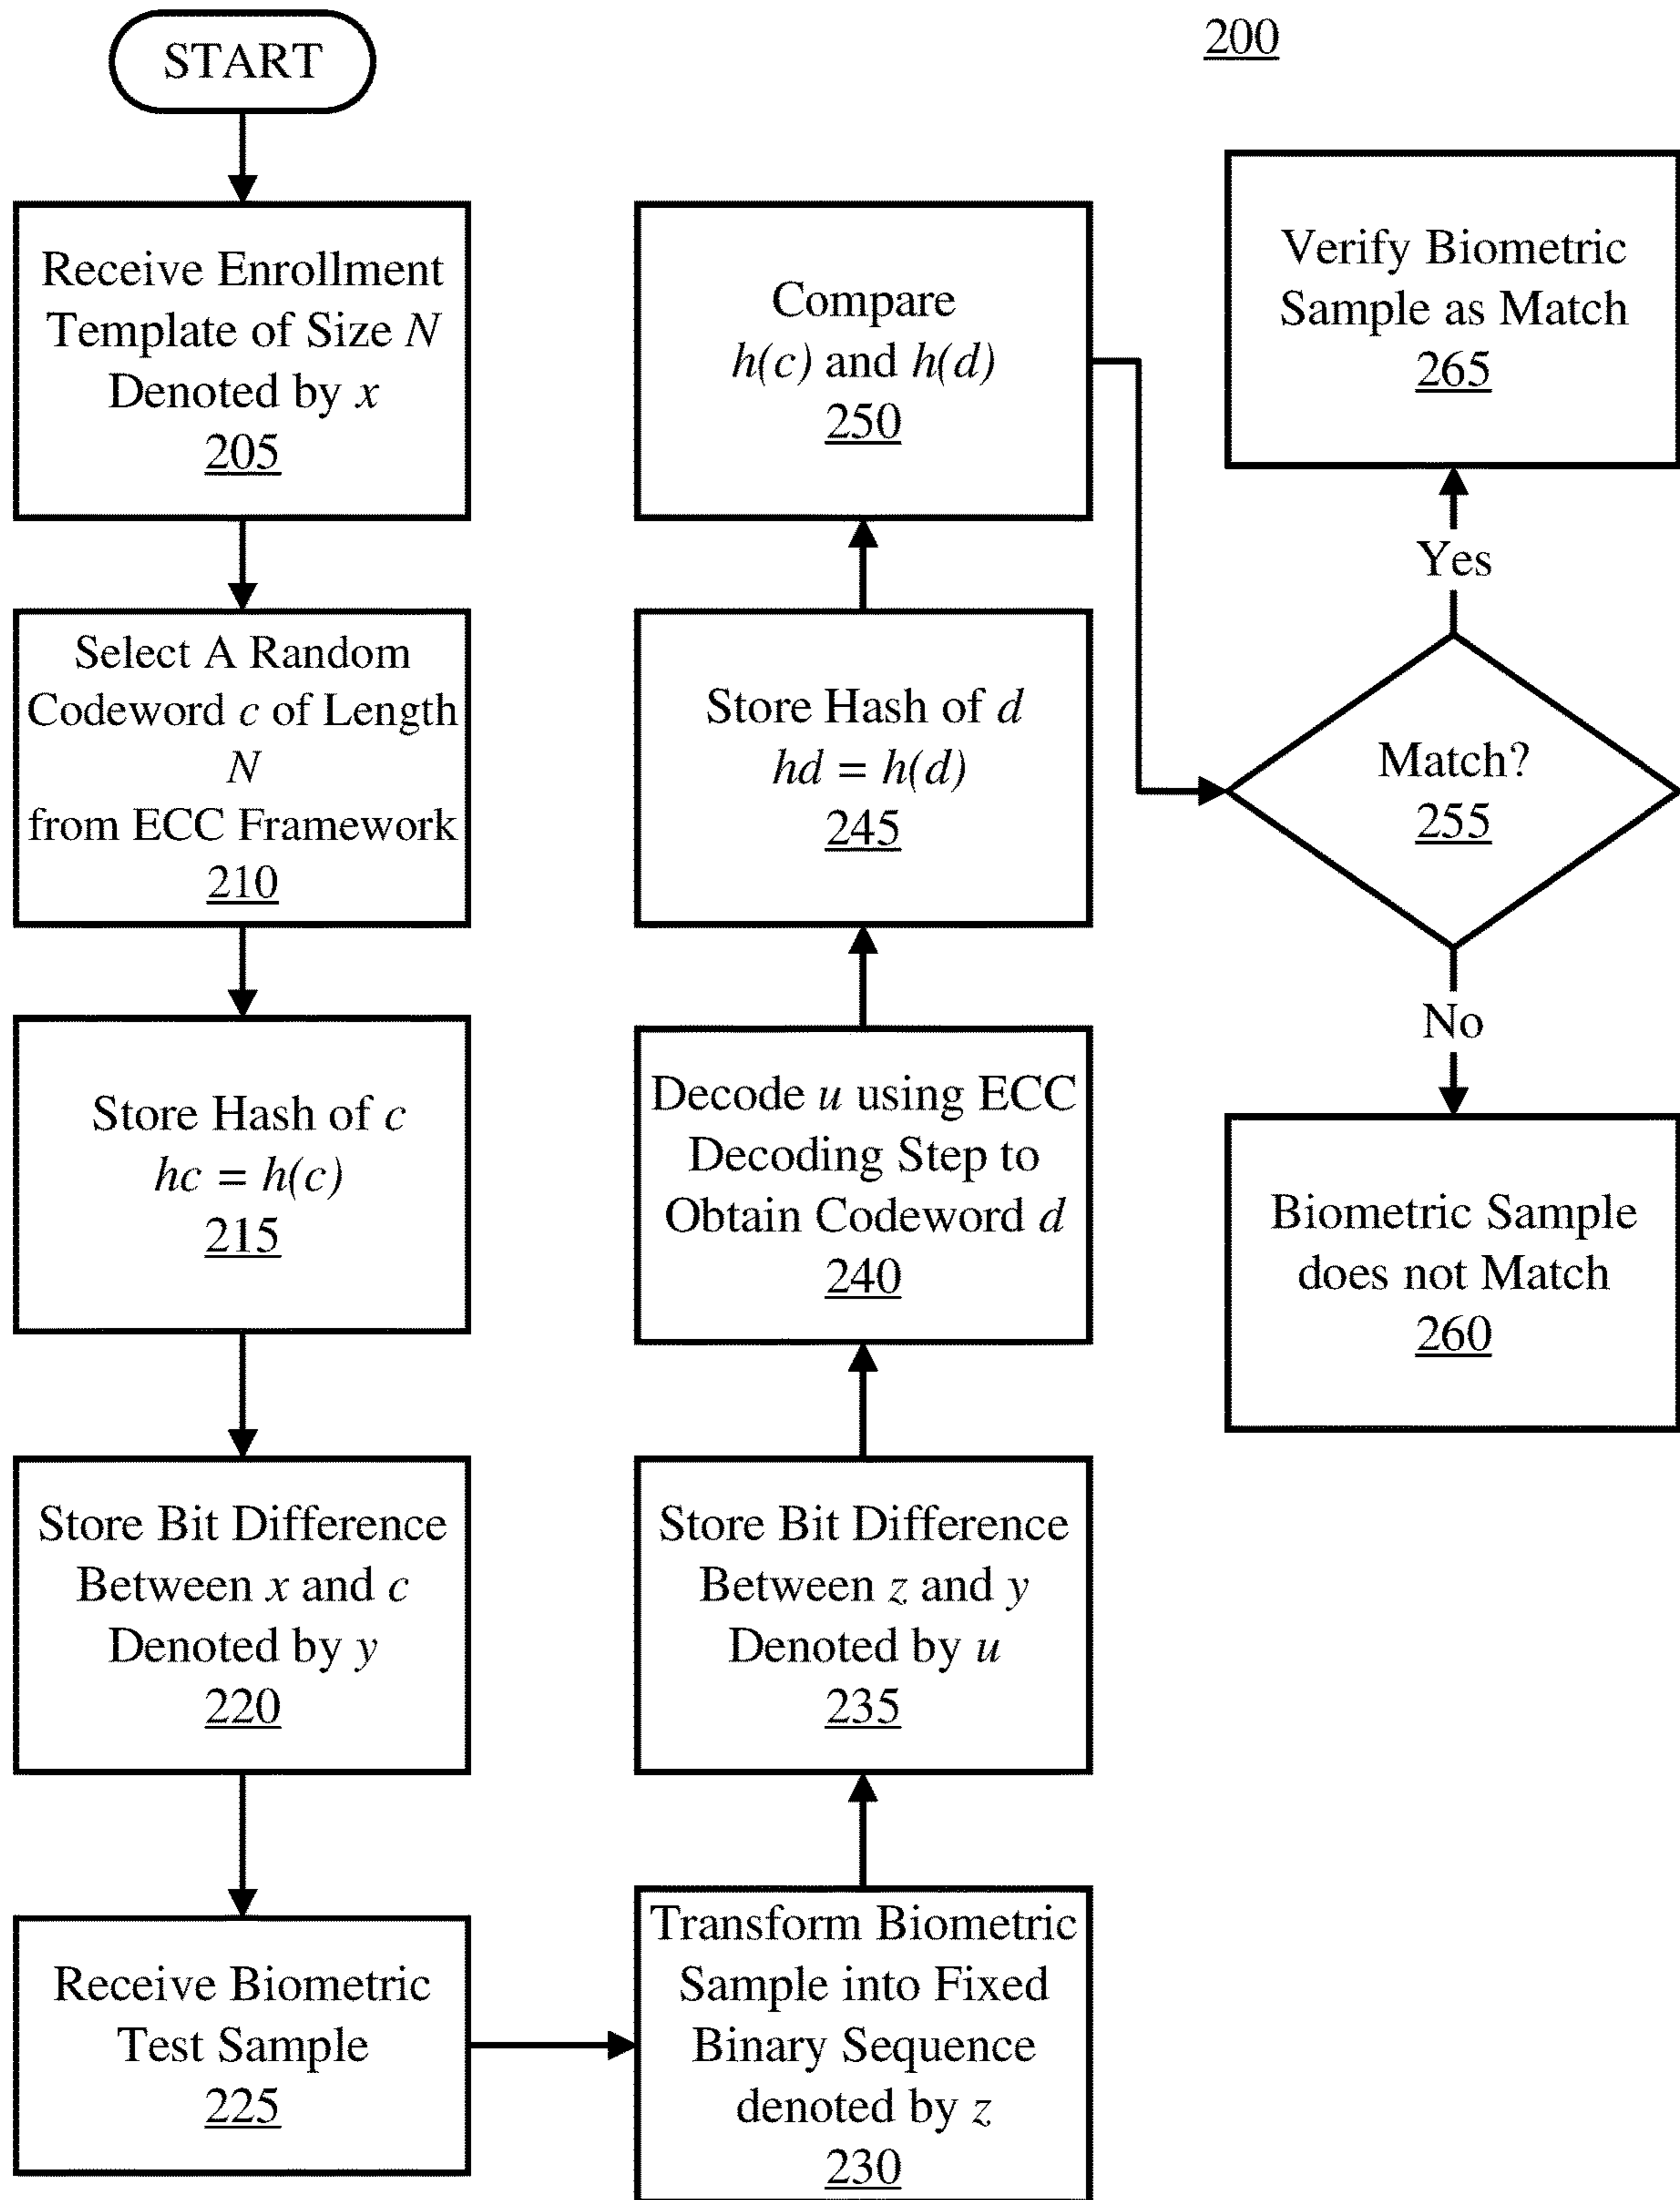 200
START
Receive Enrollment
Template of Size N
Denoted by x
205
Select A Random
Codeword c of Length
N
from ECC Framework
210
Store Hash of c
hc = h(c)
215
Store Bit Difference
Between x and c
Denoted by y
220
Receive Biometric
Test Sample
225
Transform Biometric
Sample into Fixed
Binary Sequence
denoted by z
230
Store Bit Difference
Between z and y
Denoted by u
235
Decode u using ECC
Decoding Step to
Obtain Codeword d
240
Store Hash of d
hd = h(d)
245
Compare
h(c) and h(d)
250
Match?
255
Yes
Verify Biometric
Sample as Match
265
No
Biometric Sample
does not Match
260